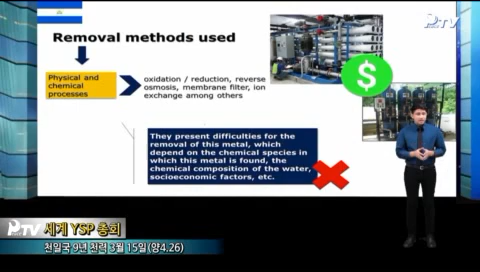 PTV
Removal methods used
Physical and
chemical
processes
oxidation / reduction, reverse
osmosis, membrane filter, ion
exchange among others
$
They present difficulties for the
removal of this metal, which
depend on the chemical species in
which this metal is found, the
chemical composition of the water,
socioeconomic factors, etc.
PTV
세계 YSP 총회
천일국 9년 천력 3월 15일(양4.26)